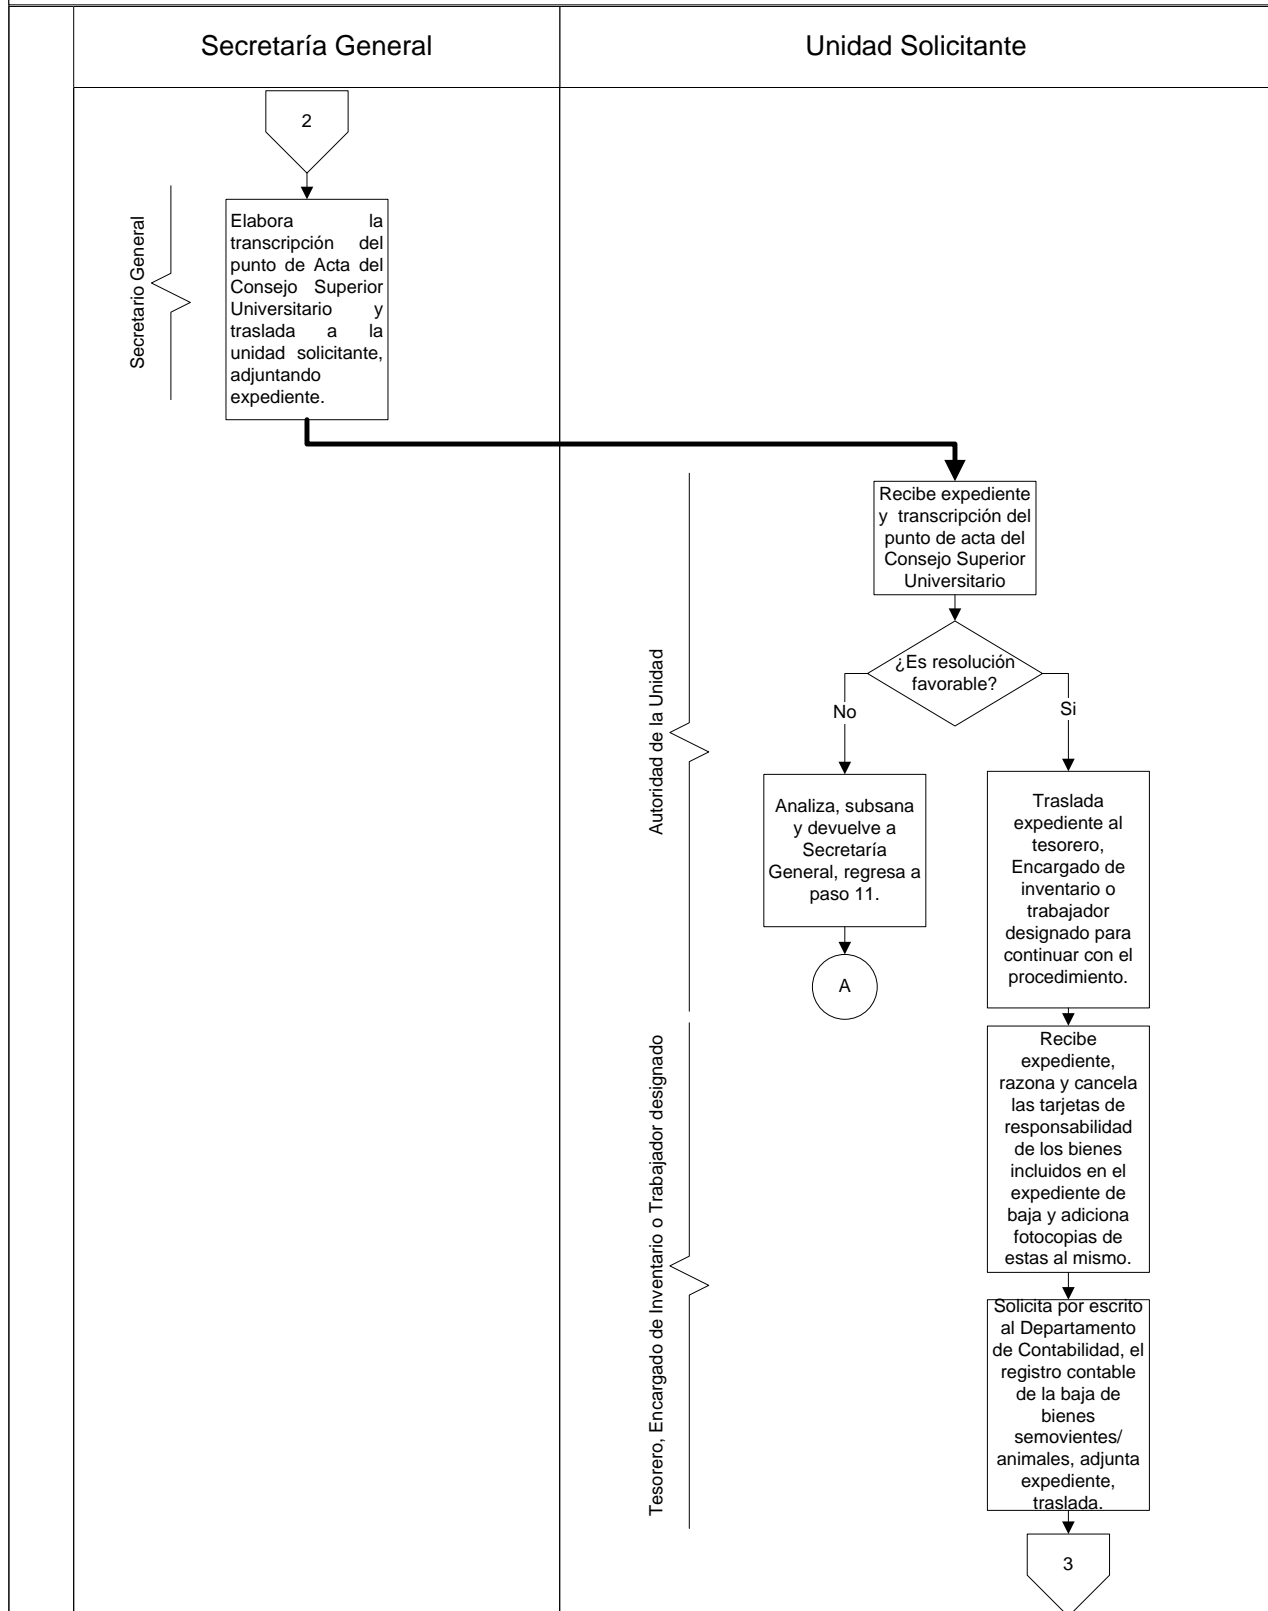 Secretaría General
Unidad Solicitante
2
Secretario General
Elabora la
transcripción del
punto de Acta del
Consejo Superior
Universitario y
traslada a la
unidad solicitante,
adjuntando
expediente.
Autoridad de la Unidad
Recibe expediente
y transcripción del
punto de acta del
Consejo Superior
Universitario
¿Es resolución
favorable?
No
Si
Analiza, subsana
y devuelve a
Secretaría
General, regresa a
paso 11.
A
Traslada
expediente al
tesorero,
Encargado de
inventario o
trabajador
designado para
continuar con el
procedimiento.
Tesorero, Encargado de Inventario o Trabajador designado
Recibe
expediente,
razona y cancela
las tarjetas de
responsabilidad
de los bienes
incluidos en el
expediente de
baja y adiciona
fotocopias de
estas al mismo.
Solicita por escrito
al Departamento
de Contabilidad, el
registro contable
de la baja de
bienes
semovientes/
animales, adjunta
expediente,
traslada.
3